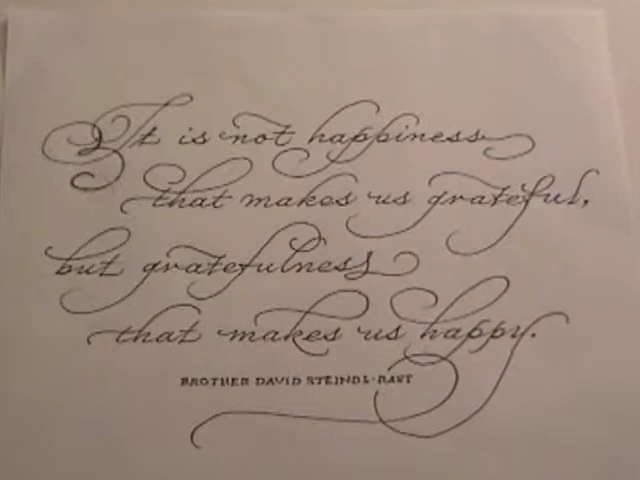 It is not happiness
that makes us grateful,
but gratefulness
that makes us happy.
BROTHER DAVID STEINDL-RAST